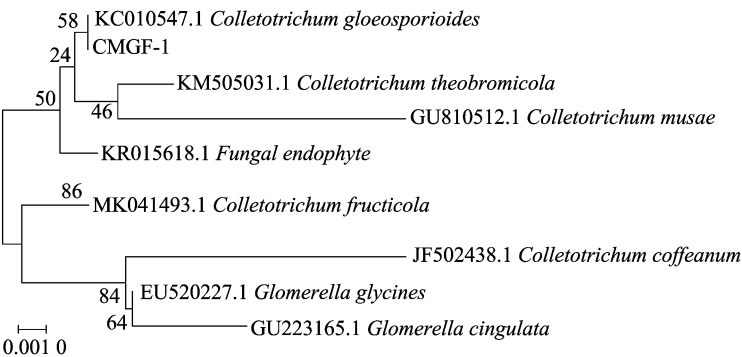 58 KC010547.1 Colletotrichum gloeosporioides
CMGF-1
24
KM505031.1 Colletotrichum theobromicola
50
46
GU810512.1 Colletotrichum musae
KR015618.1 Fungal endophyte
86
MK041493.1 Colletotrichum fructicola
JF502438.1 Colletotrichum coffeanum
84 EU520227.1 Glomerella glycines
64 GU223165.1 Glomerella cingulata
0.001 0